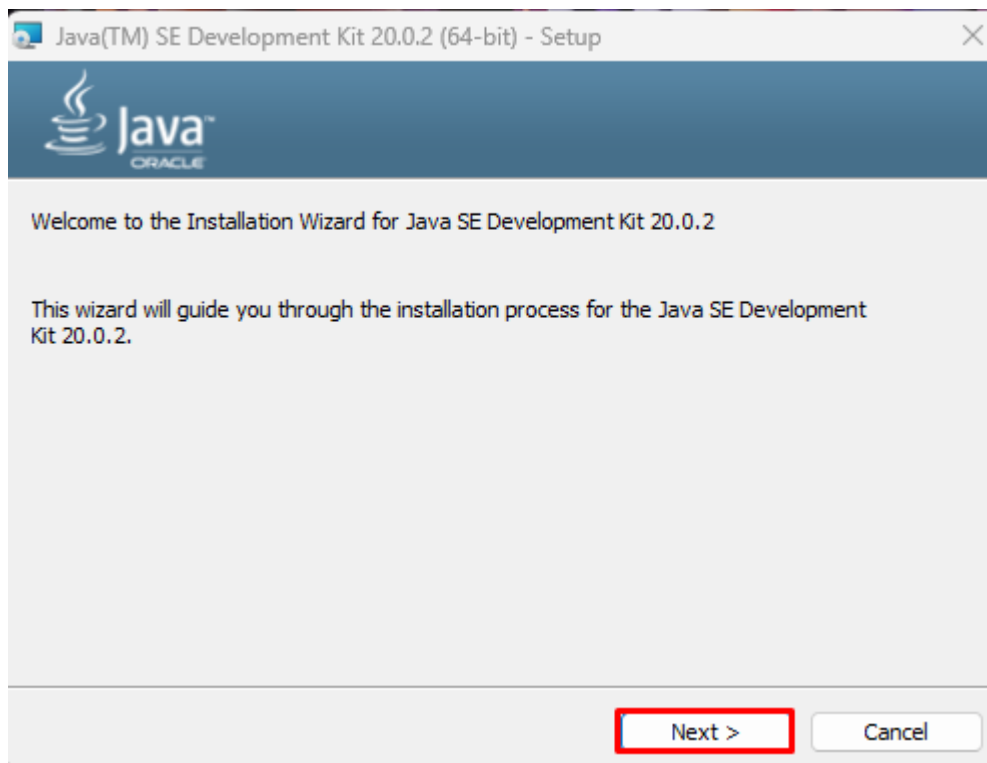 Java(TM) SE Development Kit 20.0.2 (64-bit) - Setup
Java™
ORACLE
Welcome to the Installation Wizard for Java SE Development Kit 20.0.2
This wizard will guide you through the installation process for the Java SE Development
Kit 20.0.2.
Next >
Cancel